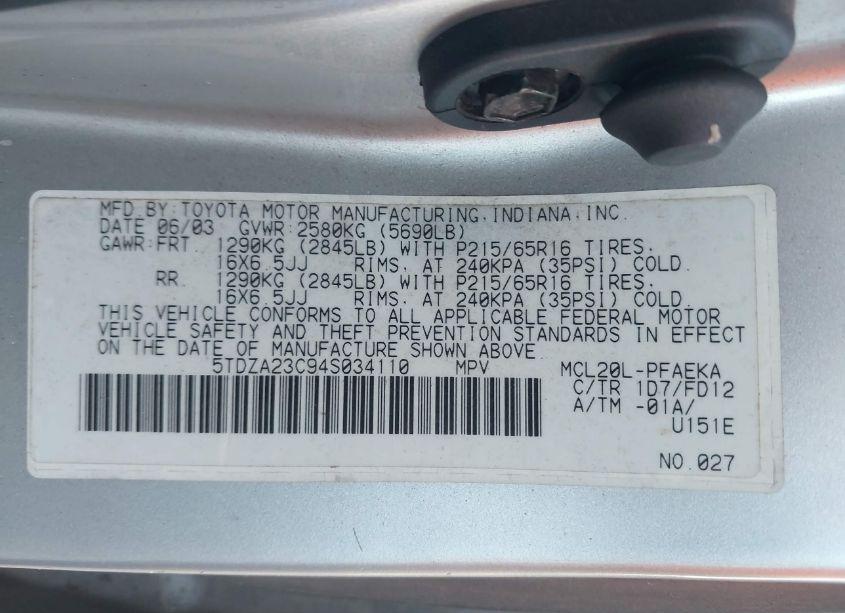 MFD.BY:TOYOTA MOTOR MANUFACTURING,INDIANA,INC.
DATE 06/03 GVWR:2580KG (5690LB)
GAWR:FRT. 1290KG (2845LB) WITH P215/65R16 TIRES.
16X6.5JJ RIMS. AT 240KPA (35PSI) COLD.
RR. 1290KG (2845LB) WITH P215/65R16 TIRES.
16X6.5JJ RIMS. AT 240KPA (35PSI) COLD.
THIS VEHICLE CONFORMS TO ALL APPLICABLE FEDERAL MOTOR
VEHICLE SAFETY AND THEFT PREVENTION STANDARDS IN EFFECT
ON THE DATE OF MANUFACTURE SHOWN ABOVE.
5TDZA23C94S034110 MPV MCL20L-PFAEKA
C/TR 1D7/FD12
A/TM -01A/
U151E
NO.027